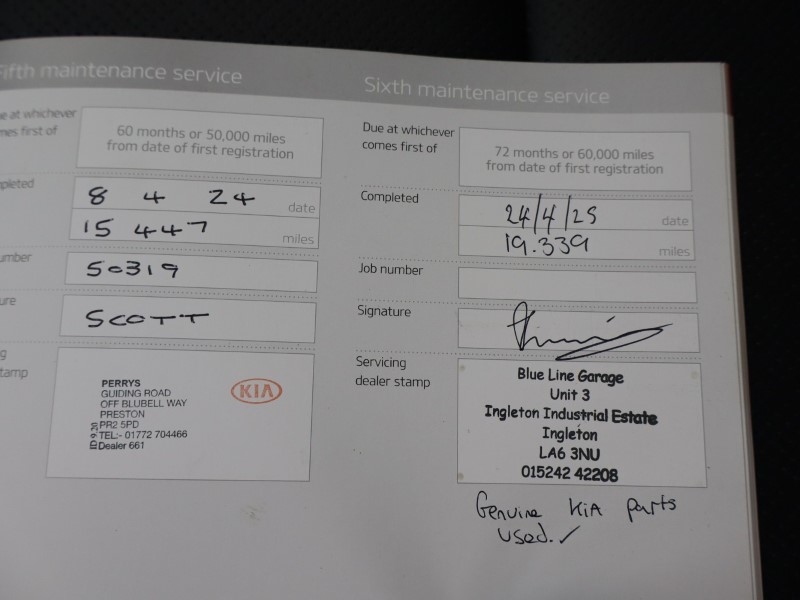 Fifth maintenance service
e at whichever
mes first of
60 months or 50,000 miles
from date of first registration
pleted
8 4 24
date
15 447
miles
umber
50319
ure
SCOTT
g
tamp
PERRYS
GUIDING ROAD
OFF BLUBELL WAY
PRESTON
PR2 5PD
TEL:- 01772 704466
Dealer 661
KIA
Sixth maintenance service
Due at whichever
comes first of
72 months or 60,000 miles
from date of first registration
Completed
24/4/25
date
19.339
miles
Job number
Signature
Servicing
dealer stamp
Blue Line Garage
Unit 3
Ingleton Industrial Estate
Ingleton
LA6 3NU
015242 42208
Genuine KiA parts
used. ✓